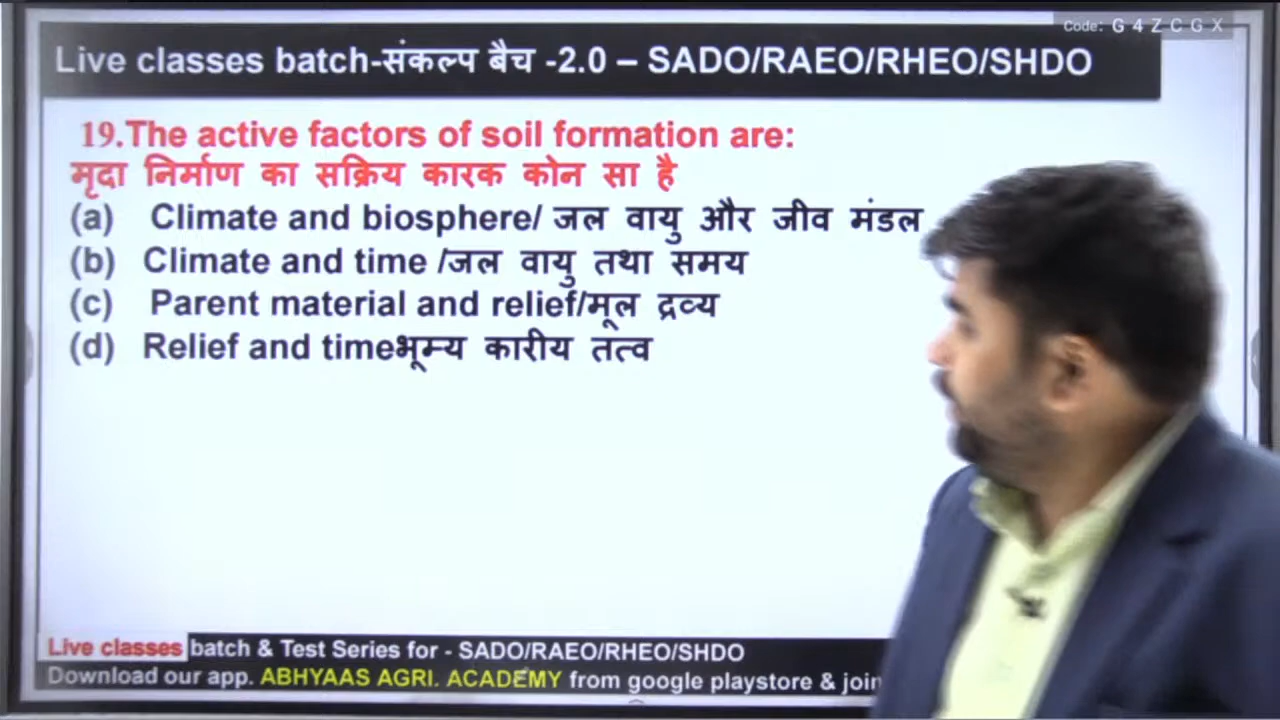 Code: G 4 Z C G X
Live classes batch-संकल्प बैच -2.0 – SADO/RAEO/RHEO/SHDO
19.The active factors of soil formation are:
मृदा निर्माण का सक्रिय कारक कोन सा है
(a) Climate and biosphere/ जल वायु और जीव मंडल
(b) Climate and time /जल वायु तथा समय
(c) Parent material and relief/मूल द्रव्य
(d) Relief and timeभूम्य कारीय तत्व
Live classes batch & Test Series for - SADO/RAEO/RHEO/SHDO
Download our app. ABHYAAS AGRI. ACADEMY from google playstore & join